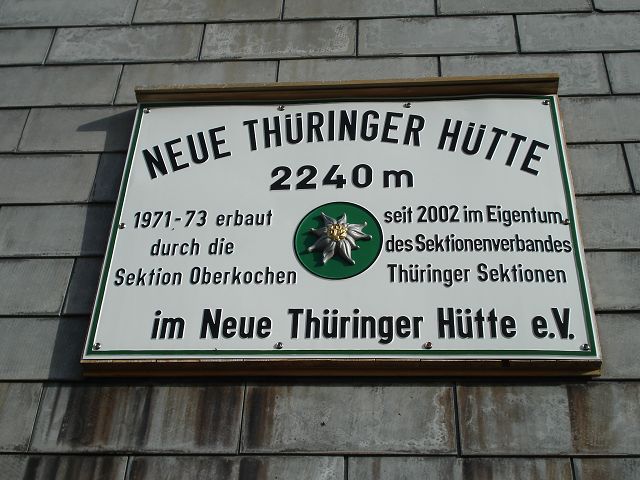 NEUE THÜRINGER HÜTTE
2240 m
1971,-73 erbaut
durch die
Sektion Oberkochen
seit 2002 im Eigentum
des Sektionenverbandes
Thüringer Sektionen
im Neue Thüringer Hütte e.V.